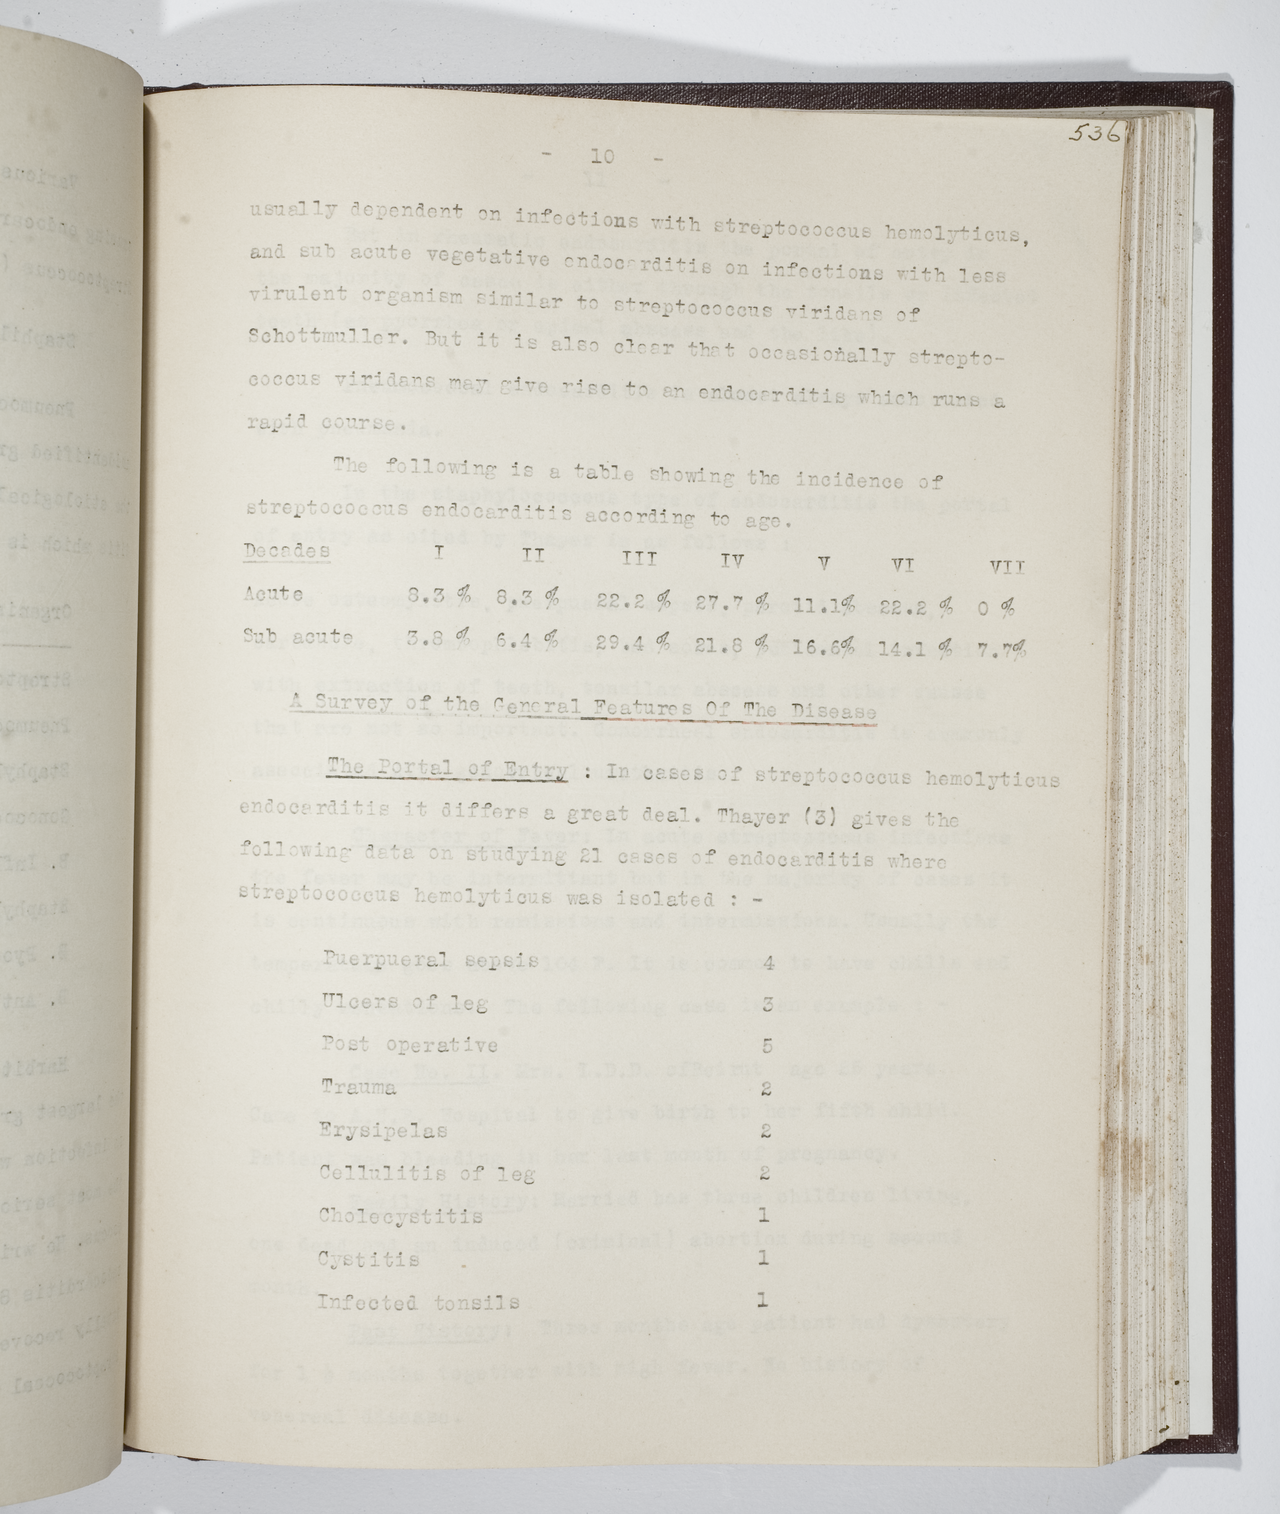 536
- 10 -
usually dependent on infections with streptococcus hemolyticus,
and sub acute vegetative endocarditis on infections with less
virulent organism similar to streptococcus viridans of
Schottmuller. But it is also clear that occasionally strepto-
coccus viridans may give rise to an endocarditis which runs a
rapid course.
The following is a table showing the incidence of
streptococcus endocarditis according to age.
Decades I II III IV V VI VII
Acute 8.3 % 8.3 % 22.2 % 27.7 % 11.1% 22.2 % 0 %
Sub acute 3.8 % 6.4 % 29.4 % 21.8 % 16.6% 14.1 % 7.7%
A Survey of the General Features Of The Disease
The Portal of Entry : In cases of streptococcus hemolyticus
endocarditis it differs a great deal. Thayer (3) gives the
following data on studying 21 cases of endocarditis where
streptococcus hemolyticus was isolated : -
Puerpueral sepsis 4
Ulcers of leg 3
Post operative 5
Trauma 2
Erysipelas 2
Cellulitis of leg 2
Cholecystitis 1
Cystitis 1
Infected tonsils 1